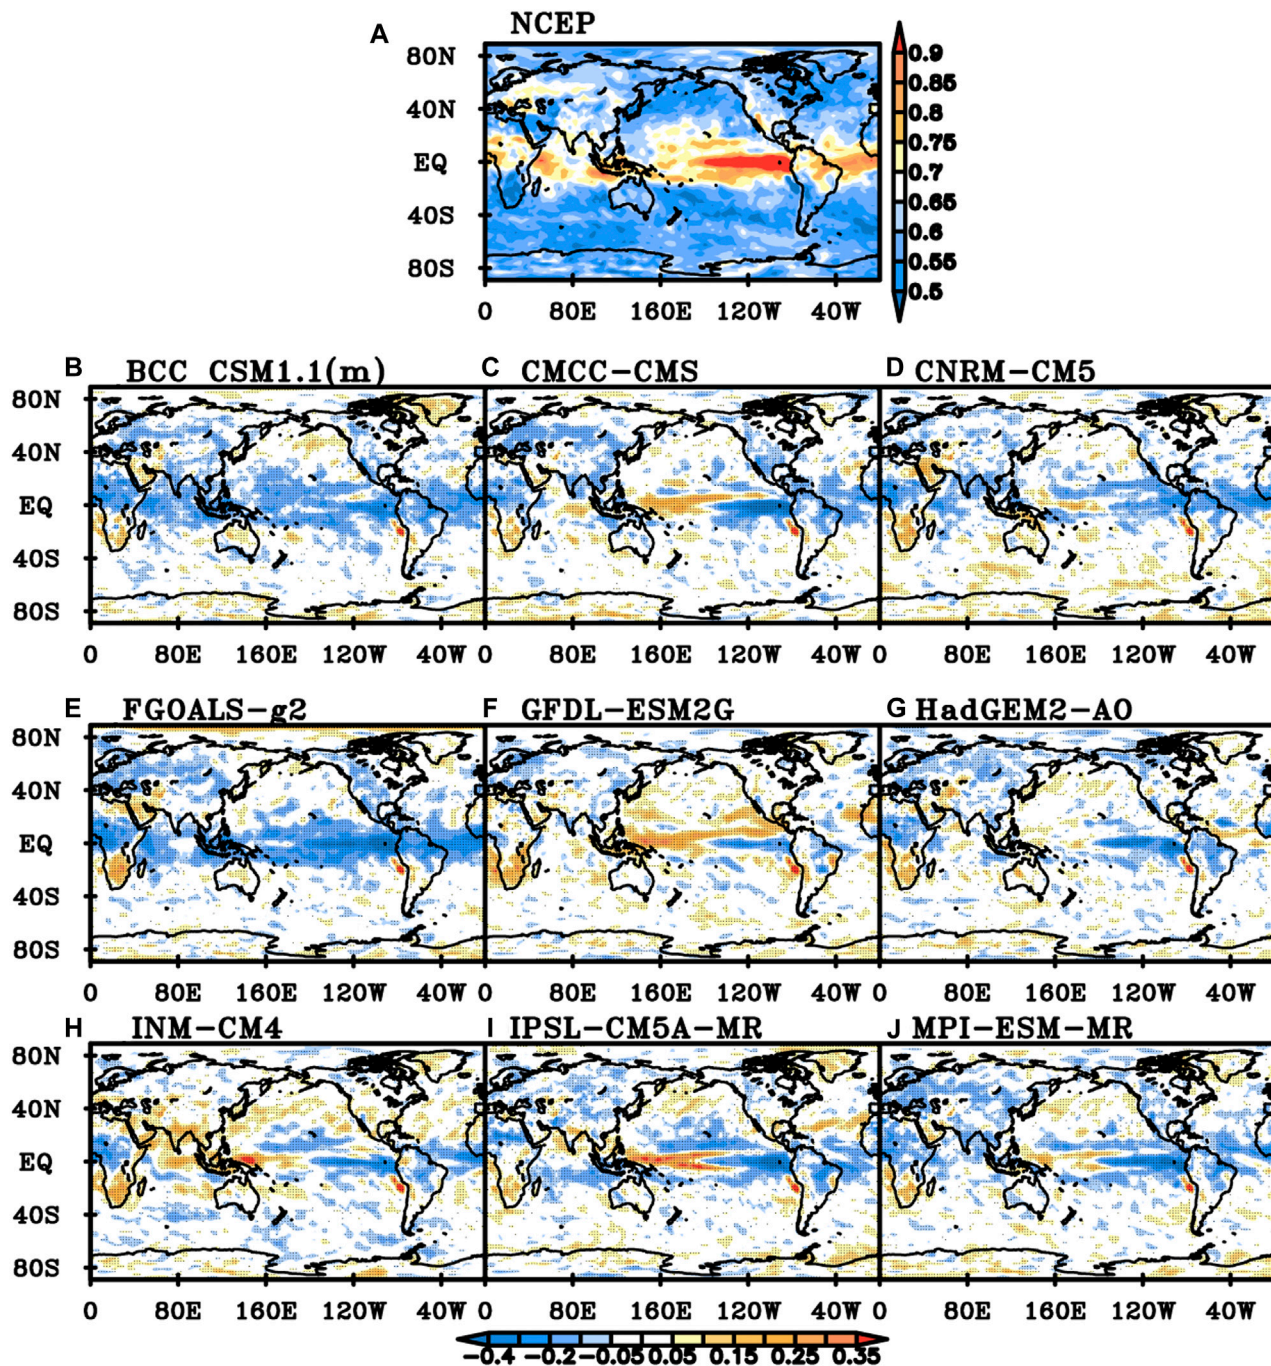 A NCEP
80N
40N
EQ
40S
80S
0 80E 160E 120W 40W
0.9
0.85
0.8
0.75
0.7
0.65
0.6
0.55
0.5
B BCC CSM1.1(m) C CMCC-CMS D CNRM-CM5
80N
40N
EQ
40S
80S
0 80E 160E 120W 40W 0 80E 160E 120W 40W 0 80E 160E 120W 40W
E FGOALS-g2 F GFDL-ESM2G G HadGEM2-AO
80N
40N
EQ
40S
80S
0 80E 160E 120W 40W 0 80E 160E 120W 40W 0 80E 160E 120W 40W
H INM-CM4 I IPSL-CM5A-MR J MPI-ESM-MR
80N
40N
EQ
40S
80S
0 80E 160E 120W 40W 0 80E 160E 120W 40W 0 80E 160E 120W 40W
-0.4 -0.2 -0.05 0.05 0.15 0.25 0.35